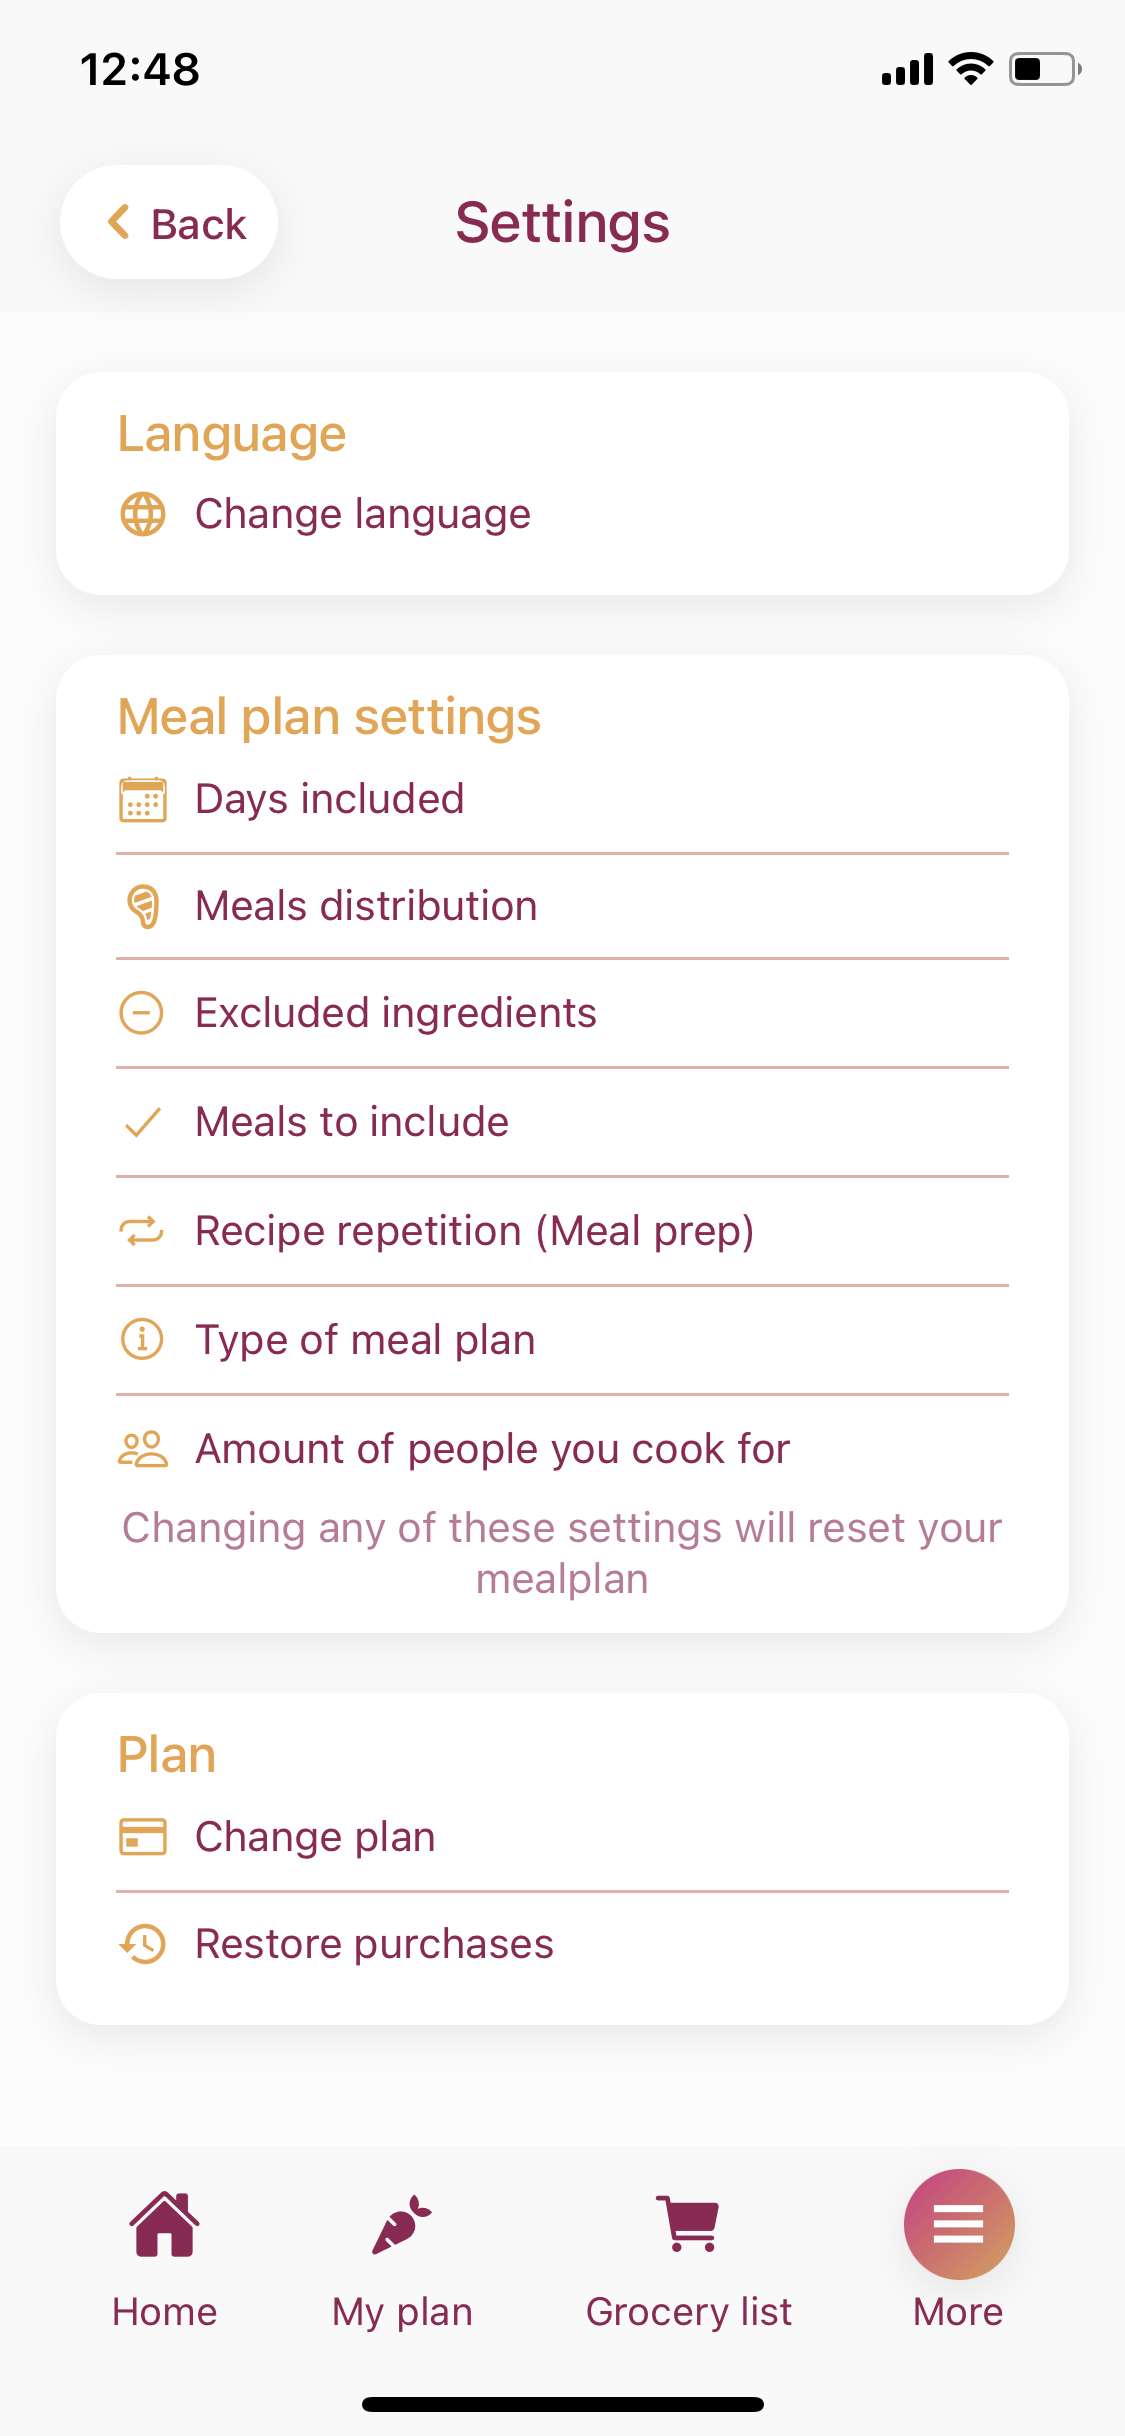 12:48
Back
Settings
Language
Change language
Meal plan settings
Days included
Meals distribution
Excluded ingredients
Meals to include
Recipe repetition (Meal prep)
Type of meal plan
Amount of people you cook for
Changing any of these settings will reset your
mealplan
Plan
Change plan
Restore purchases
Home
My plan
Grocery list
More